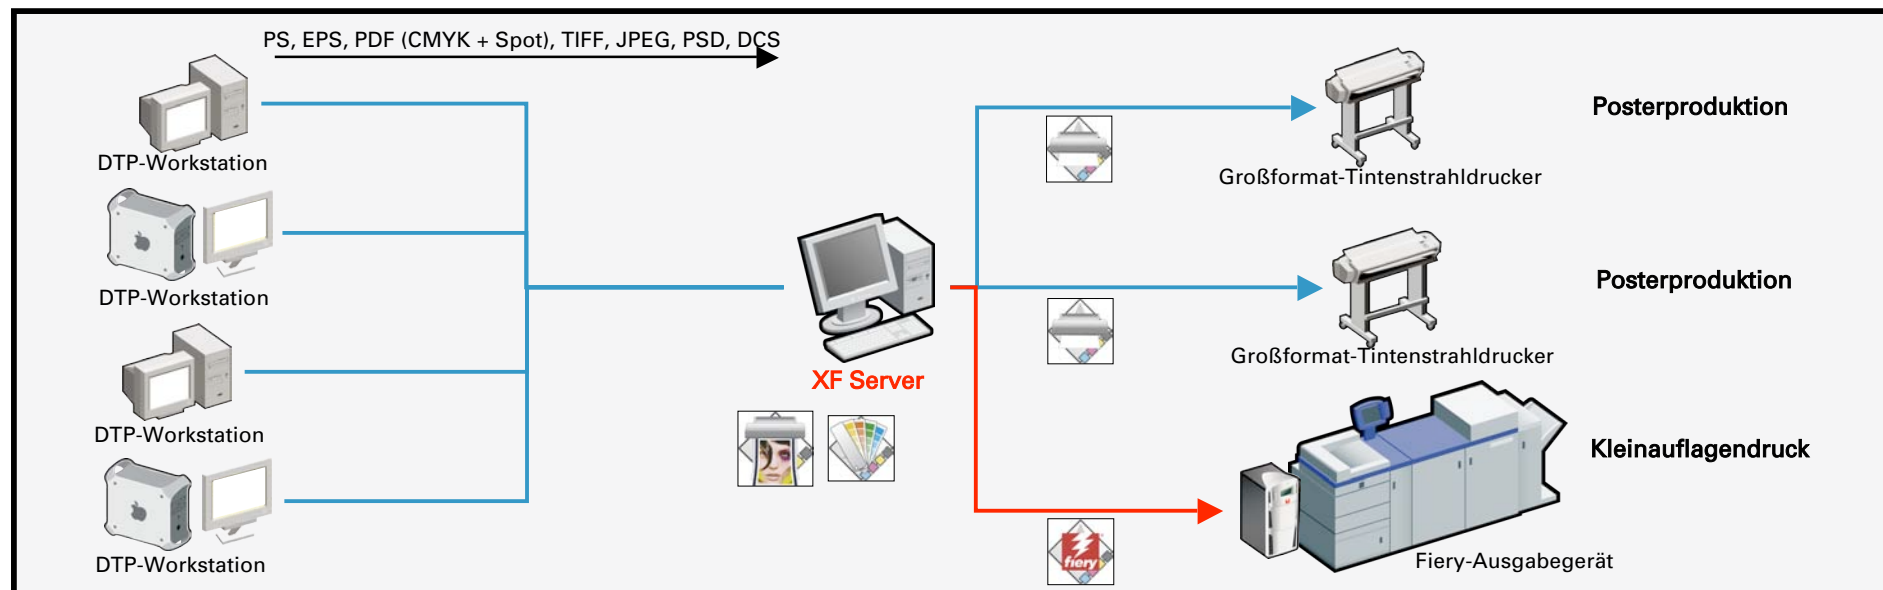 PS, EPS, PDF (CMYK + Spot), TIFF, JPEG, PSD, DCS
DTP-Workstation
DTP-Workstation
DTP-Workstation
DTP-Workstation
XF Server
Großformat-Tintenstrahldrucker
Posterproduktion
Großformat-Tintenstrahldrucker
Posterproduktion
Kleinauflagendruck
fiery
Fiery-Ausgabegerät